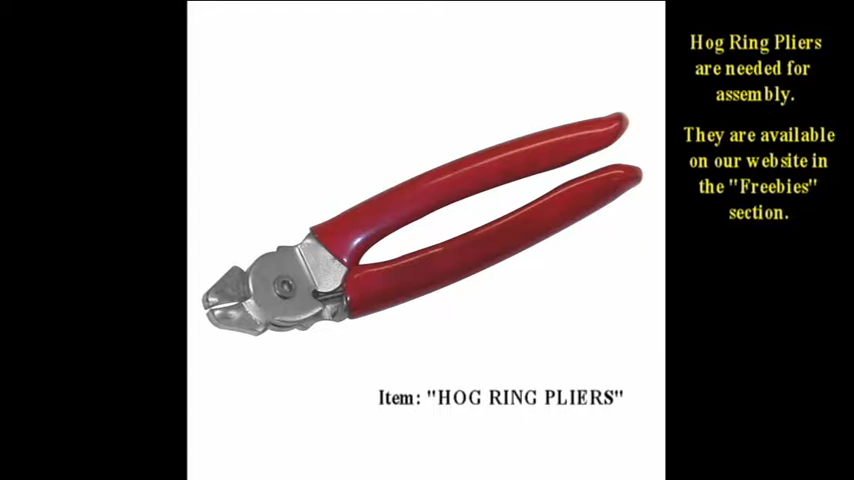 Hog Ring Pliers
are needed for
assembly.
They are available
on our website in
the "Freebies"
section.
Item: "HOG RING PLIERS"